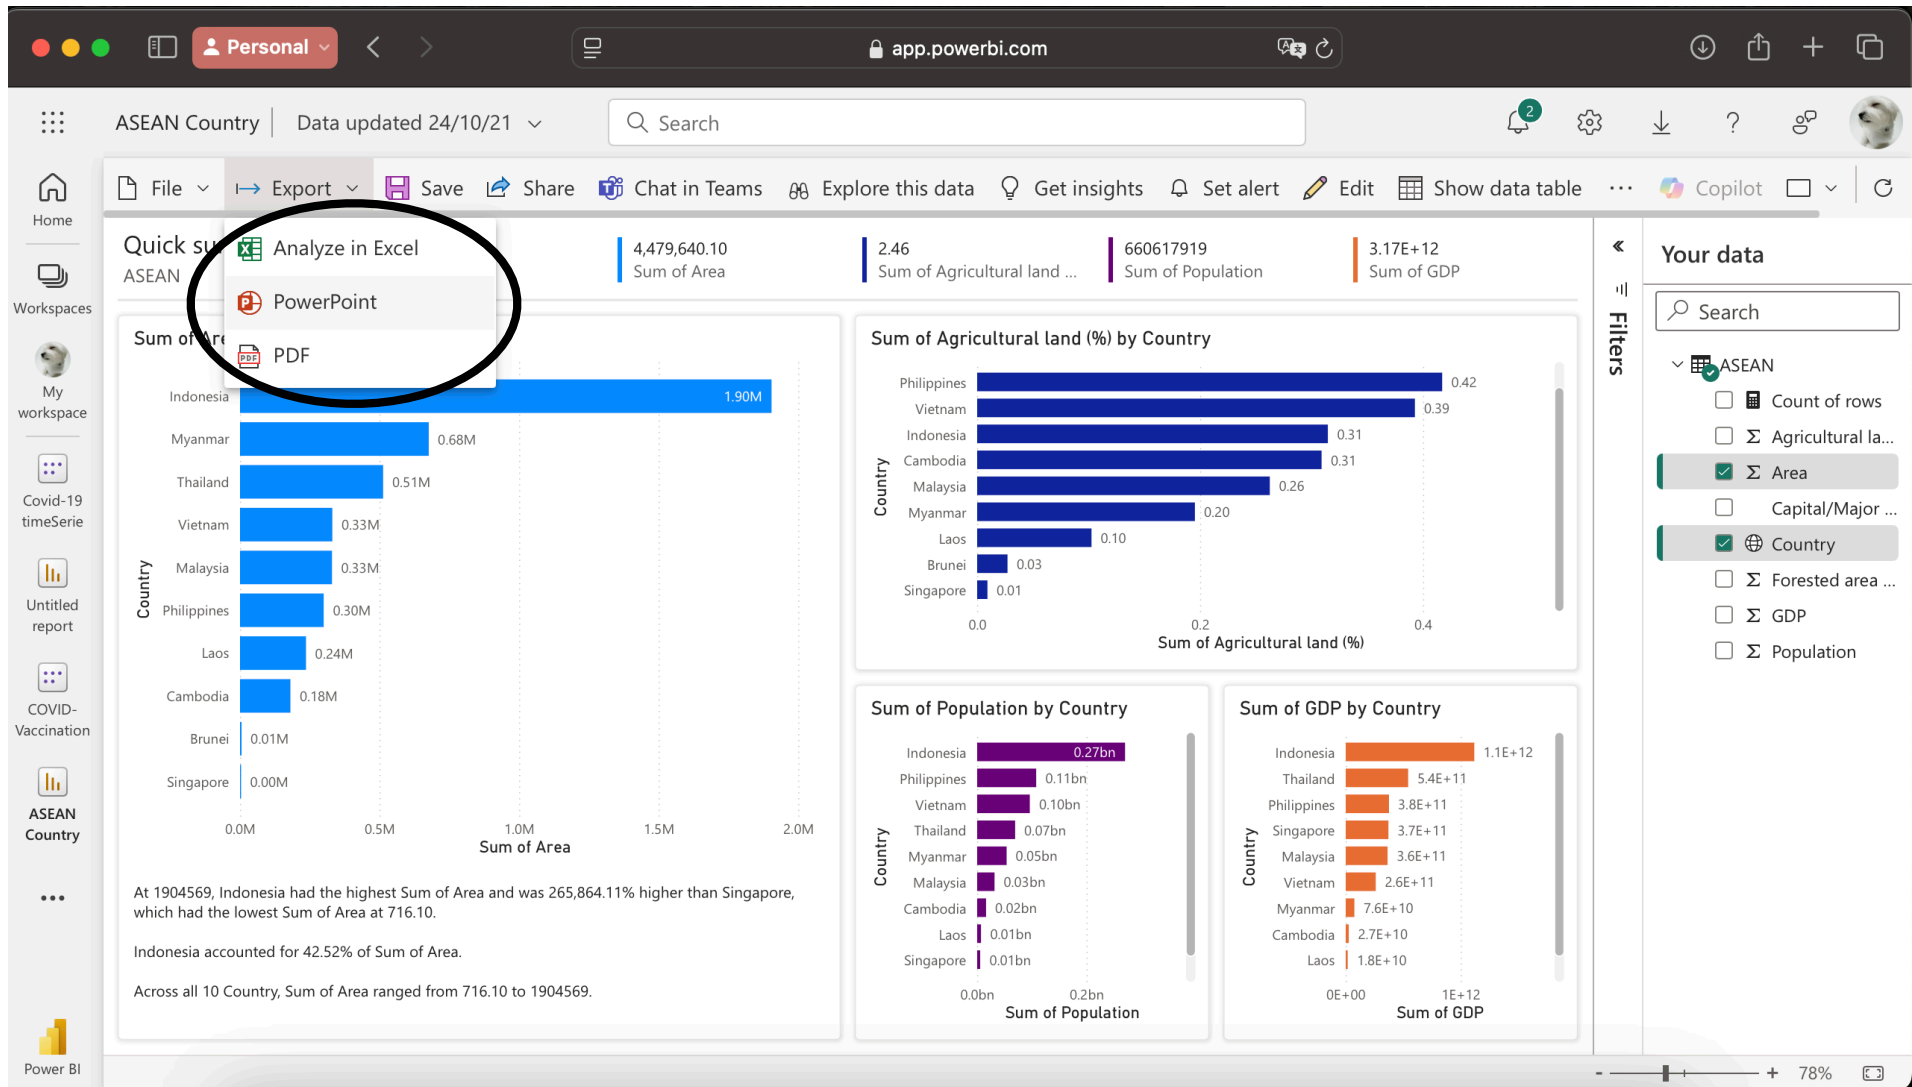 Personal
app.powerbi.com
ASEAN Country
Data updated 24/10/21
Search
2
File
Export
Save
Share
Chat in Teams
Explore this data
Get insights
Set alert
Edit
Show data table
Copilot
Home
Workspaces
My
workspace
Covid-19
timeSerie
Untitled
report
COVID-
Vaccination
ASEAN
Country
Power BI
Analyze in Excel
PowerPoint
PDF
PDF
Quick su
ASEAN
4,479,640.10
Sum of Area
2.46
Sum of Agricultural land ...
660617919
Sum of Population
3.17E+12
Sum of GDP
Sum of Are
Country
Indonesia 1.90M
Myanmar 0.68M
Thailand 0.51M
Vietnam 0.33M
Malaysia 0.33M
Philippines 0.30M
Laos 0.24M
Cambodia 0.18M
Brunei 0.01M
Singapore 0.00M
0.0M 0.5M 1.0M 1.5M 2.0M
Sum of Area
At 1904569, Indonesia had the highest Sum of Area and was 265,864.11% higher than Singapore,
which had the lowest Sum of Area at 716.10.
Indonesia accounted for 42.52% of Sum of Area.
Across all 10 Country, Sum of Area ranged from 716.10 to 1904569.
Sum of Agricultural land (%) by Country
Country
Philippines 0.42
Vietnam 0.39
Indonesia 0.31
Cambodia 0.31
Malaysia 0.26
Myanmar 0.20
Laos 0.10
Brunei 0.03
Singapore 0.01
0.0 0.2 0.4
Sum of Agricultural land (%)
Sum of Population by Country
Country
Indonesia 0.27bn
Philippines 0.11bn
Vietnam 0.10bn
Thailand 0.07bn
Myanmar 0.05bn
Malaysia 0.03bn
Cambodia 0.02bn
Laos 0.01bn
Singapore 0.01bn
0.0bn 0.2bn
Sum of Population
Sum of GDP by Country
Country
Indonesia 1.1E+12
Thailand 5.4E+11
Philippines 3.8E+11
Singapore 3.7E+11
Malaysia 3.6E+11
Vietnam 2.6E+11
Myanmar 7.6E+10
Cambodia 2.7E+10
Laos 1.8E+10
0E+00 1E+12
Sum of GDP
Filters
Your data
Search
ASEAN
Count of rows
Agricultural la...
Area
Capital/Major ...
Country
Forested area ...
GDP
Population
- + 78%